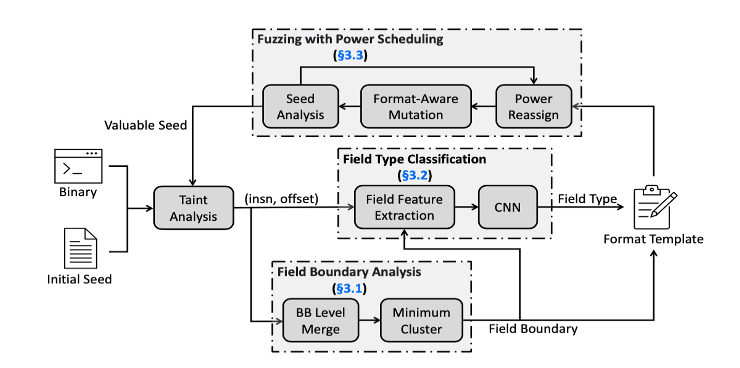 Fuzzing with Power Scheduling
(§3.3)
Seed
Analysis
Format-Aware
Mutation
Power
Reassign
Valuable Seed
Binary
Initial Seed
Taint
Analysis
(insn, offset)
Field Type Classification
(§3.2)
Field Feature
Extraction
CNN
Field Type
Format Template
Field Boundary Analysis
(§3.1)
BB Level
Merge
Minimum
Cluster
Field Boundary